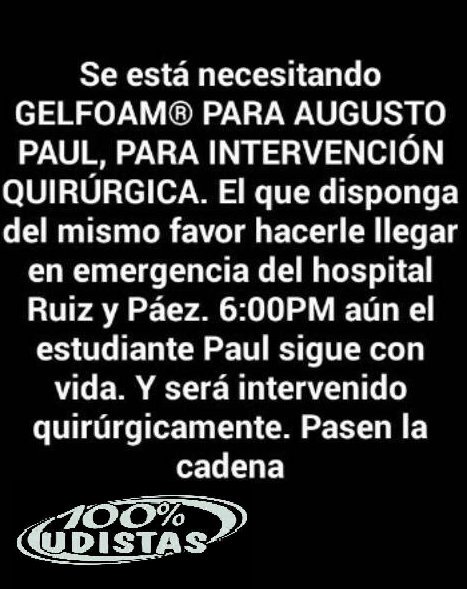 Se está necesitando
GELFOAM® PARA AUGUSTO
PAUL, PARA INTERVENCIÓN
QUIRÚRGICA. El que disponga
del mismo favor hacerle llegar
en emergencia del hospital
Ruiz y Páez. 6:00PM aún el
estudiante Paul sigue con
vida. Y será intervenido
quirúrgicamente. Pasen la
cadena
100%
UDISTAS